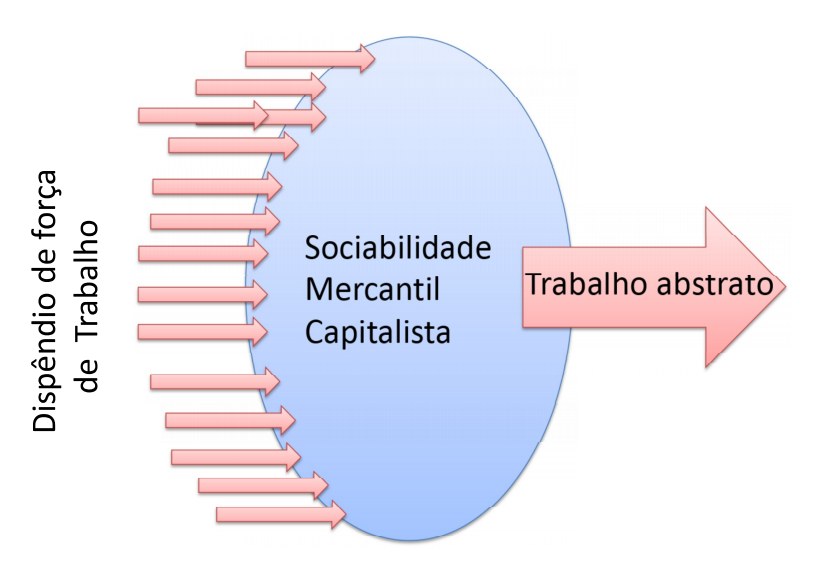 Dispêndio de força
de Trabalho
Sociabilidade
Mercantil
Capitalista
Trabalho abstrato